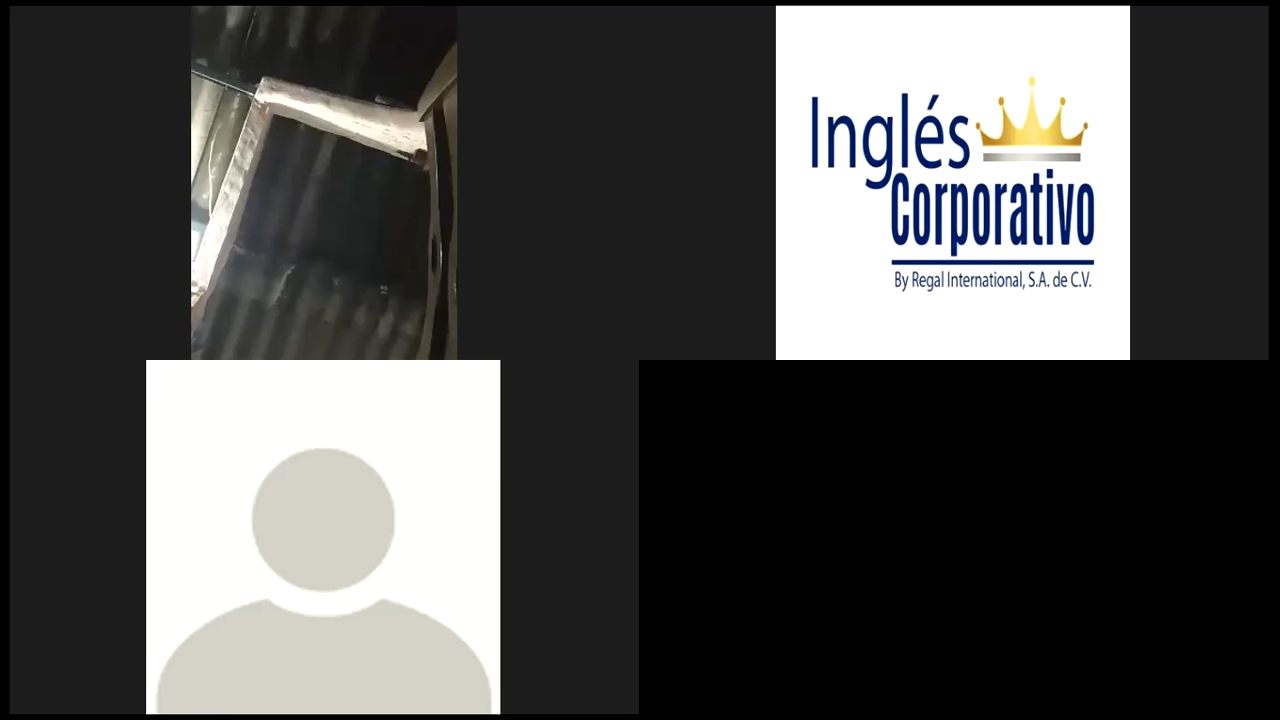 Inglés
Corporativo
By Regal International, S.A. de C.V.